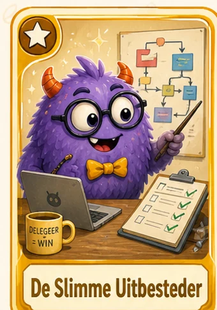 DELEGEER
= WIN
De Slimme Uitbesteder